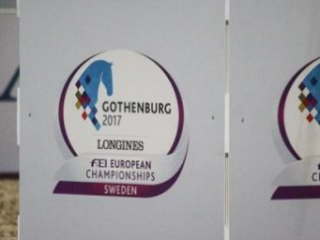 GOTHENBURG
2017
LONGINES
FEI EUROPEAN
CHAMPIONSHIPS
SWEDEN